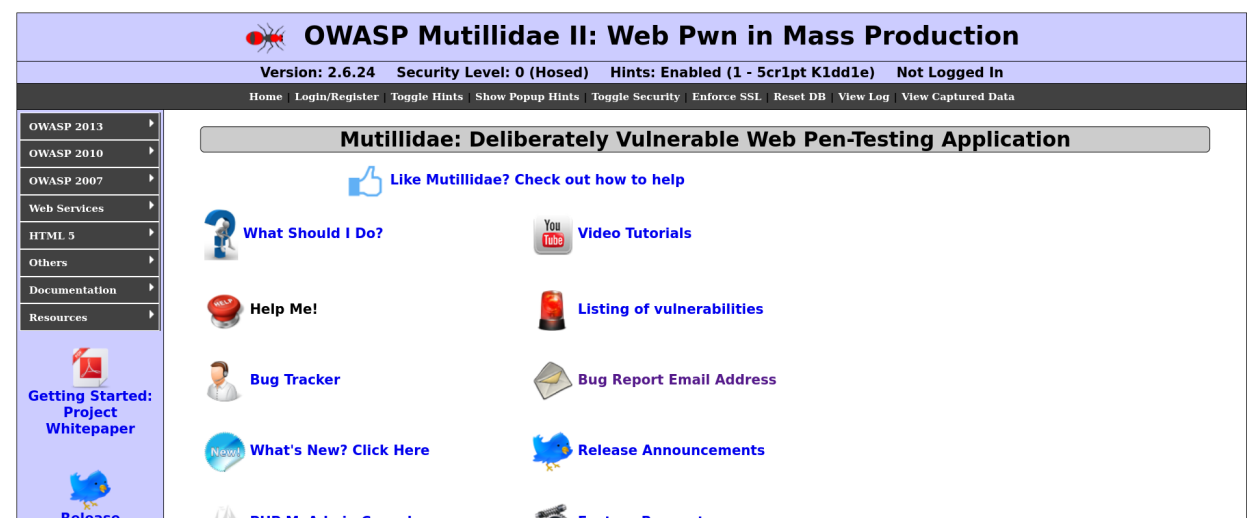 OWASP Mutillidae II: Web Pwn in Mass Production
Version: 2.6.24 Security Level: 0 (Hosed) Hints: Enabled (1 - 5cr1pt K1dd1e) Not Logged In
Home | Login/Register | Toggle Hints | Show Popup Hints | Toggle Security | Enforce SSL | Reset DB | View Log | View Captured Data
OWASP 2013
OWASP 2010
OWASP 2007
Web Services
HTML 5
Others
Documentation
Resources
Getting Started:
Project
Whitepaper
Release
Mutillidae: Deliberately Vulnerable Web Pen-Testing Application
Like Mutillidae? Check out how to help
What Should I Do?
You
Tube
Video Tutorials
HELP
Help Me!
Listing of vulnerabilities
Bug Tracker
Bug Report Email Address
New!
What's New? Click Here
Release Announcements